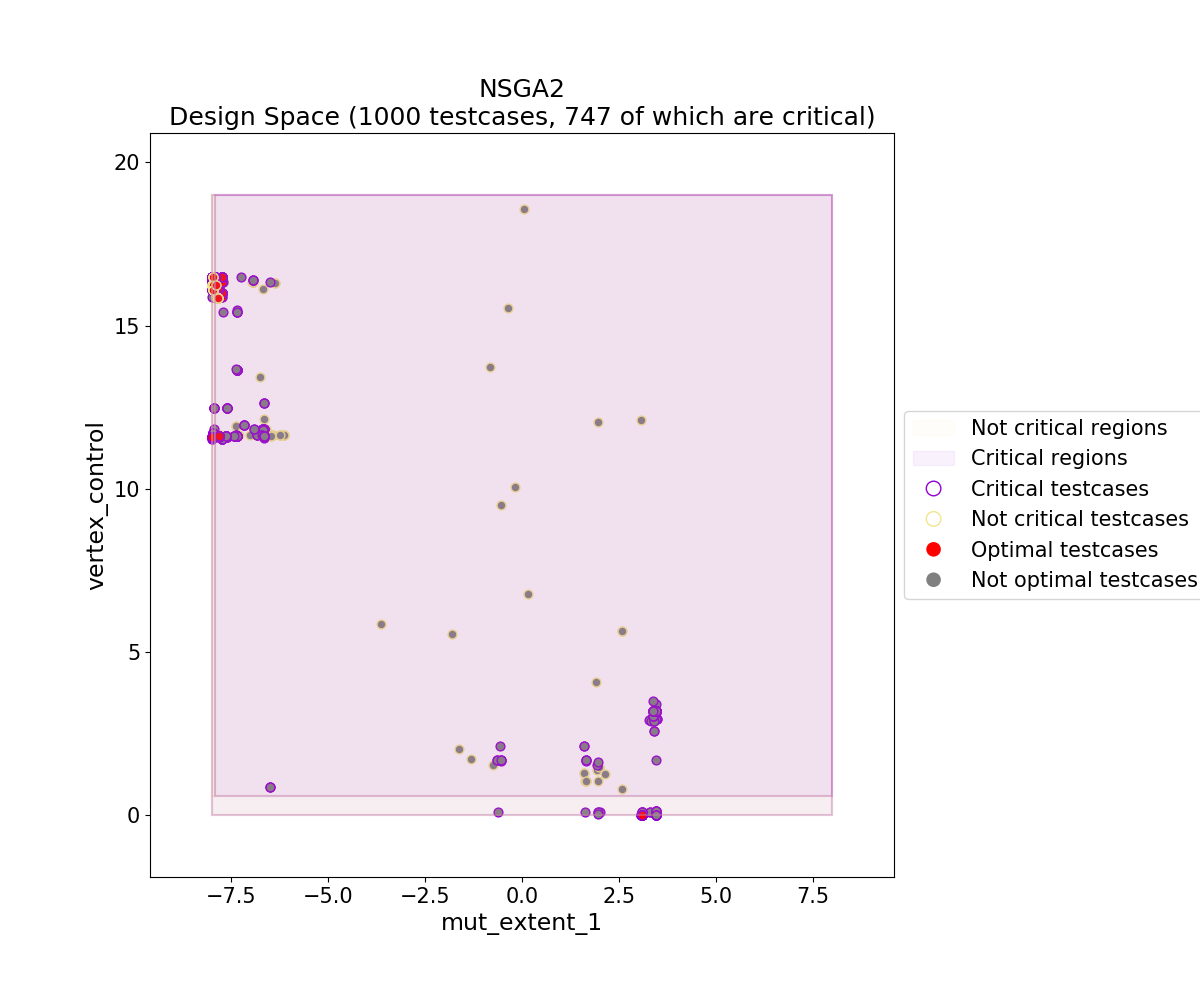 NSGA2
Design Space (1000 testcases, 747 of which are critical)
20
15
10
5
0
vertex_control
−7.5
−5.0
−2.5
0.0
2.5
5.0
7.5
mut_extent_1
Not critical regions
Critical regions
Critical testcases
Not critical testcases
Optimal testcases
Not optimal testcases